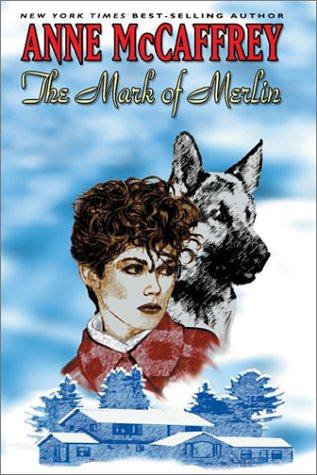 NEW YORK TIMES BEST-SELLING AUTHOR
ANNE McCAFFREY
The Mark of Merlin